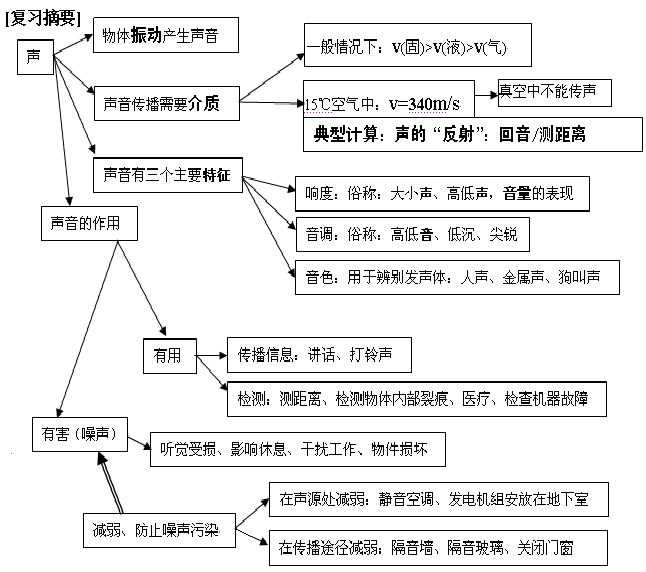 [复习摘要]
声
物体振动产生声音
声音传播需要介质
一般情况下：v(固)>v(液)>v(气)
15℃空气中：v=340m/s
真空中不能传声
典型计算：声的“反射”：回音/测距离
声音有三个主要特征
响度：俗称：大小声、高低声，音量的表现
音调：俗称：高低音、低沉、尖锐
音色：用于辨别发声体：人声、金属声、狗叫声
声音的作用
有用
传播信息：讲话、打铃声
检测：测距离、检测物体内部裂痕、医疗、检查机器故障
有害（噪声）
听觉受损、影响休息、干扰工作、物件损坏
减弱、防止噪声污染
在声源处减弱：静音空调、发电机组安放在地下室
在传播途径减弱：隔音墙、隔音玻璃、关闭门窗